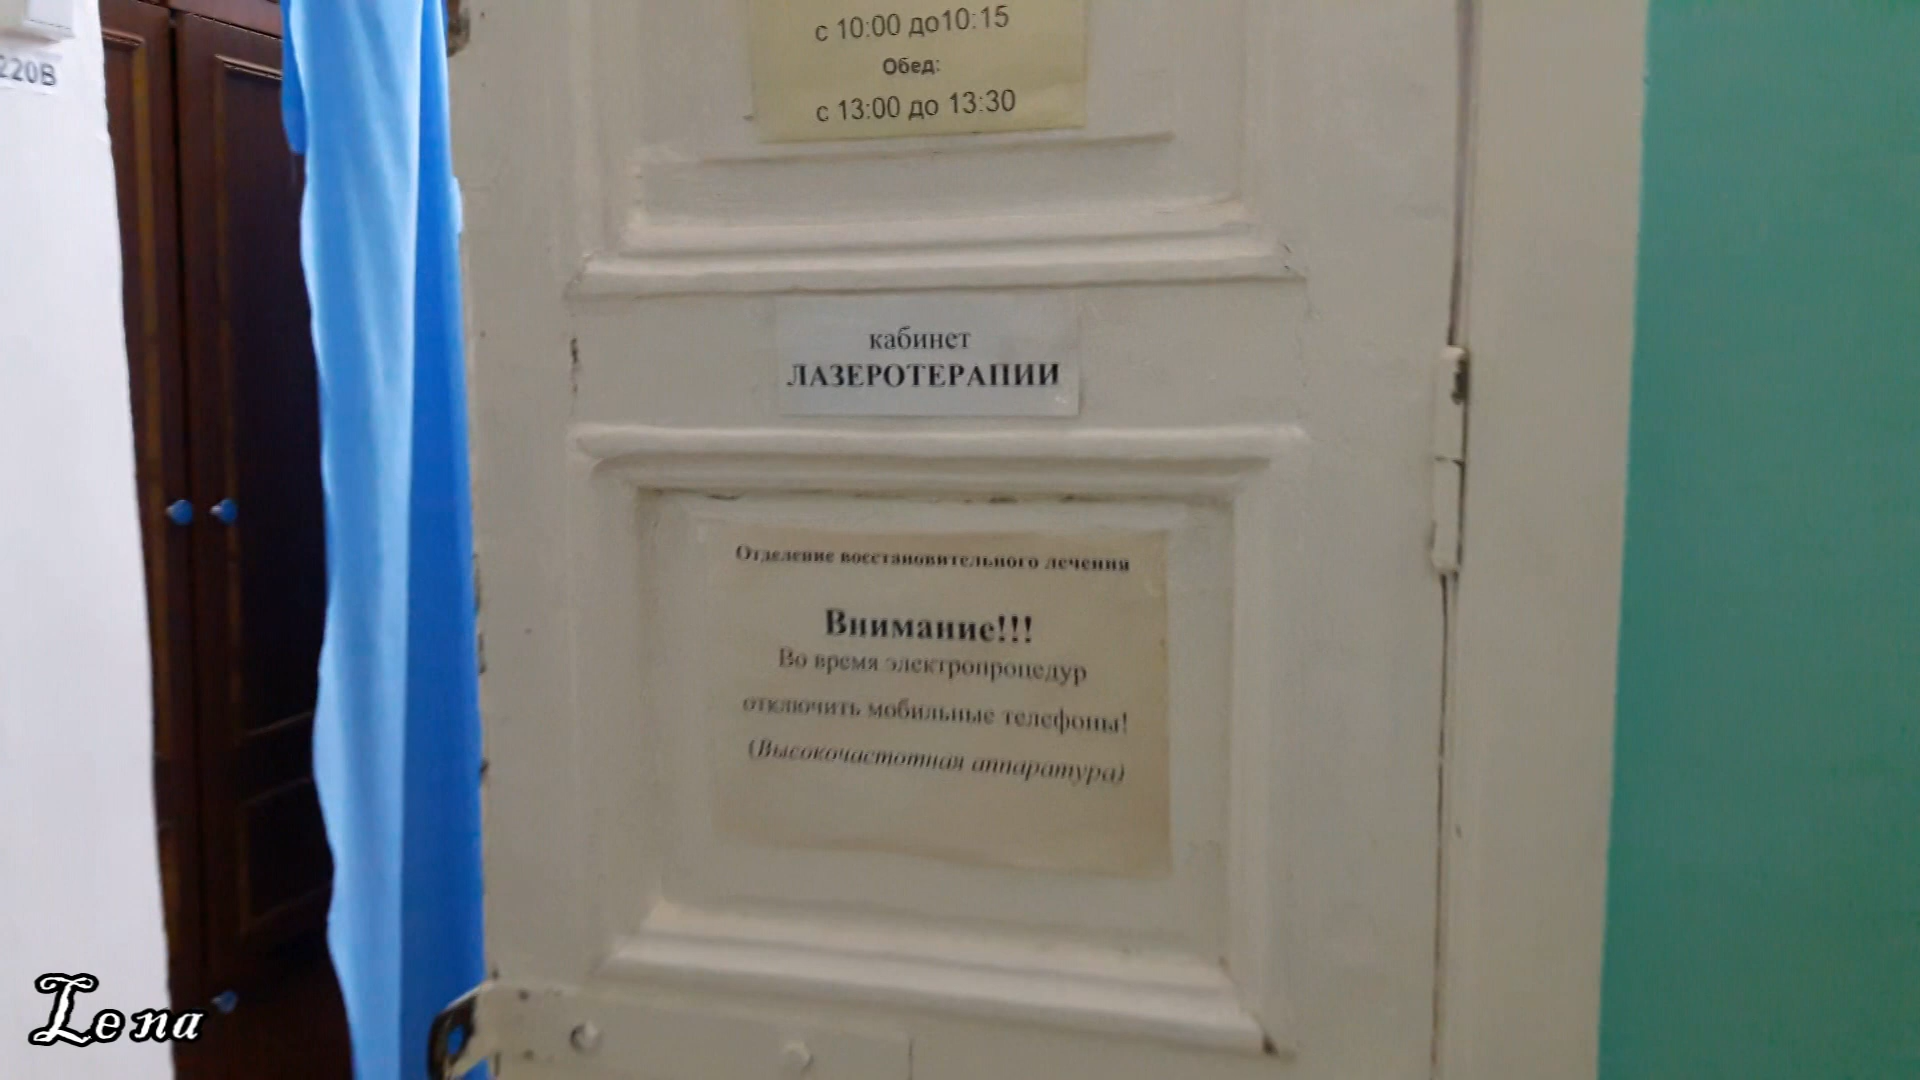 220В
с 10:00 до10:15
Обед:
с 13:00 до 13:30
кабинет
ЛАЗЕРОТЕРАПИИ
Отделение восстановительного лечения
Внимание!!!
Во время электропроцедур
отключить мобильные телефоны!
(Высокочастотная аппаратура)
Lena